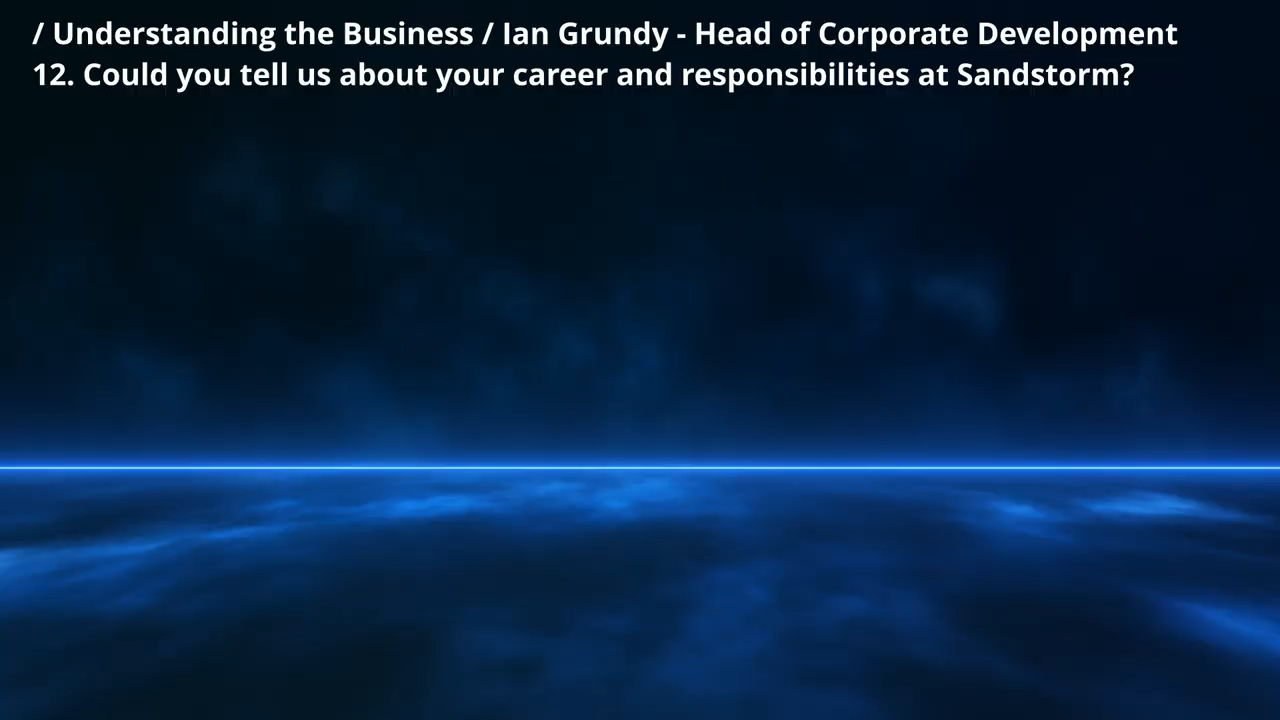 / Understanding the Business / Ian Grundy - Head of Corporate Development
12. Could you tell us about your career and responsibilities at Sandstorm?